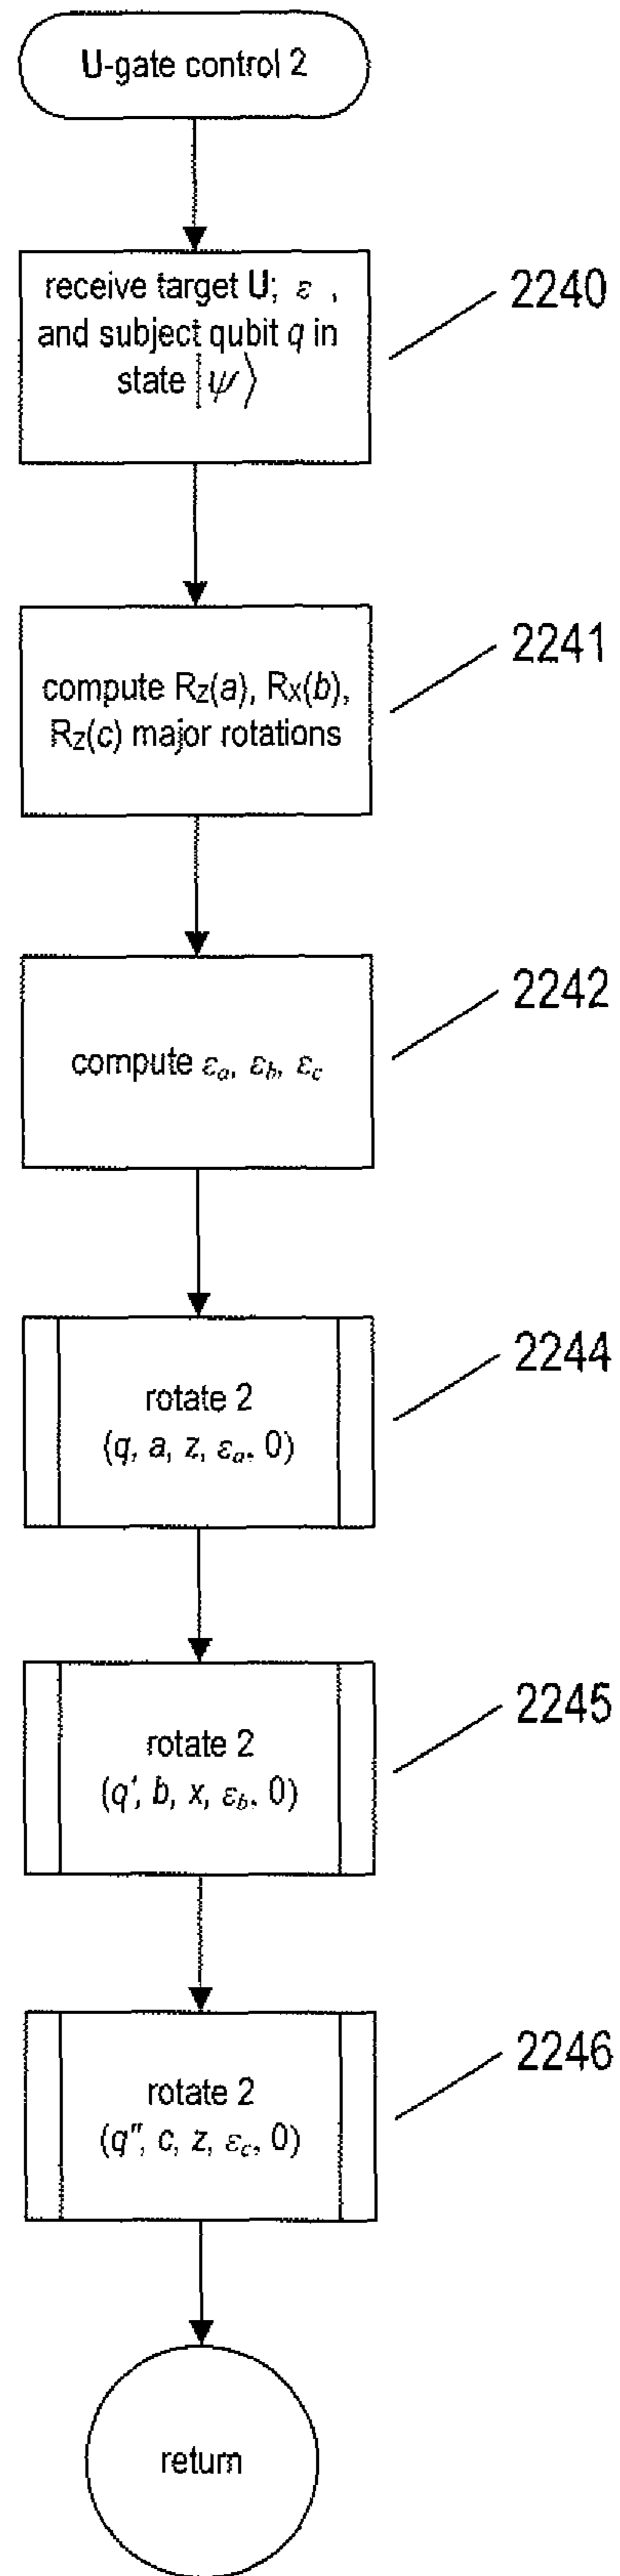 U-gate control 2
receive target U; ε ,
and subject qubit q in
state |ψ⟩
2240
compute Rz(a), Rx(b),
Rz(c) major rotations
2241
compute εa, εb, εc
2242
rotate 2
(q, a, z, εa, 0)
2244
rotate 2
(q', b, x, εb, 0)
2245
rotate 2
(q", c, z, εc, 0)
2246
return